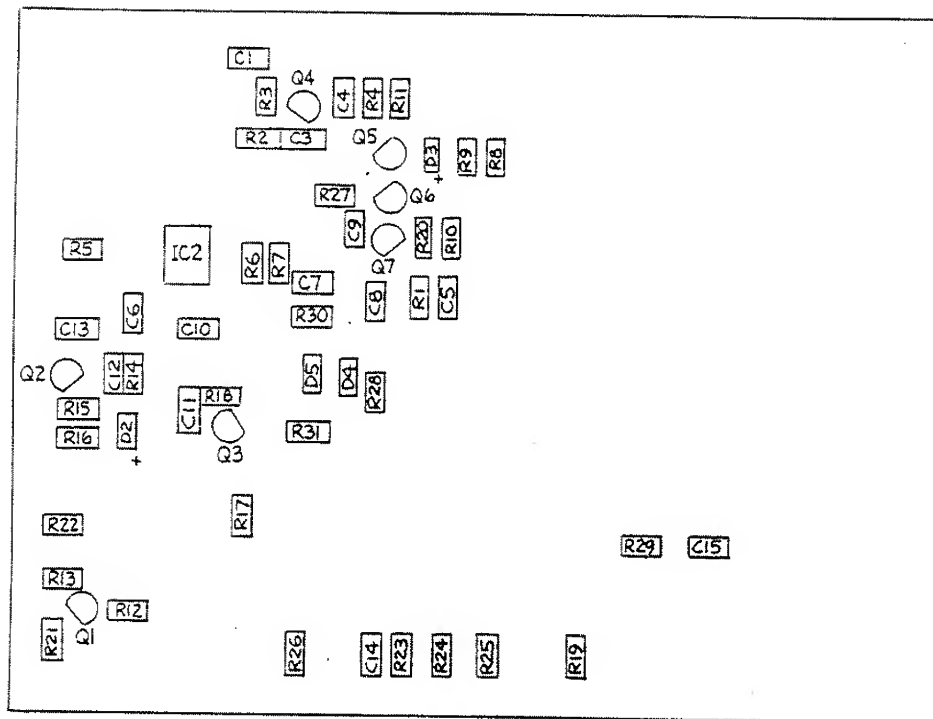 C1
Q4
R3
C4
R4
R11
R2
C3
Q5
D3
+
R9
R8
R27
Q6
C9
R20
R10
Q7
R5
IC2
R6
R7
C7
C8
R1
C5
R30
C6
C13
C10
Q2
C12
R14
D5
D4
R28
C11
R18
R15
R16
D2
+
Q3
R31
R22
R17
R29
C15
R13
R12
Q1
R21
R26
C14
R23
R24
R25
R19